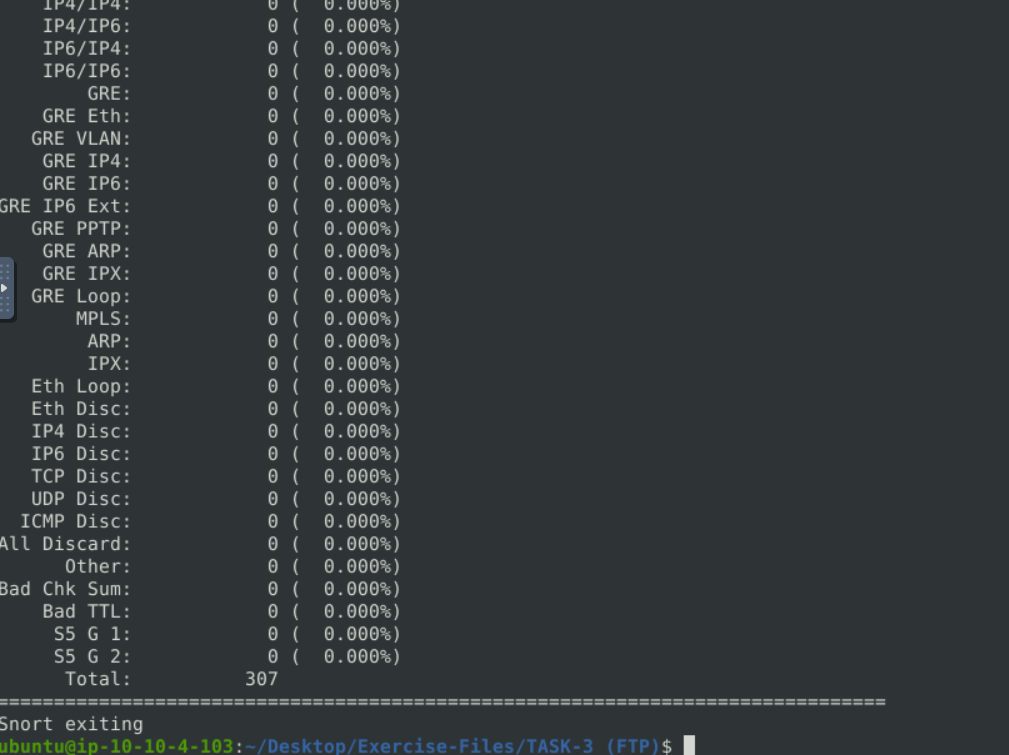 IP4/IP4: 0 ( 0.000%)
IP4/IP6: 0 ( 0.000%)
IP6/IP4: 0 ( 0.000%)
IP6/IP6: 0 ( 0.000%)
GRE: 0 ( 0.000%)
GRE Eth: 0 ( 0.000%)
GRE VLAN: 0 ( 0.000%)
GRE IP4: 0 ( 0.000%)
GRE IP6: 0 ( 0.000%)
GRE IP6 Ext: 0 ( 0.000%)
GRE PPTP: 0 ( 0.000%)
GRE ARP: 0 ( 0.000%)
GRE IPX: 0 ( 0.000%)
GRE Loop: 0 ( 0.000%)
MPLS: 0 ( 0.000%)
ARP: 0 ( 0.000%)
IPX: 0 ( 0.000%)
Eth Loop: 0 ( 0.000%)
Eth Disc: 0 ( 0.000%)
IP4 Disc: 0 ( 0.000%)
IP6 Disc: 0 ( 0.000%)
TCP Disc: 0 ( 0.000%)
UDP Disc: 0 ( 0.000%)
ICMP Disc: 0 ( 0.000%)
All Discard: 0 ( 0.000%)
Other: 0 ( 0.000%)
Bad Chk Sum: 0 ( 0.000%)
Bad TTL: 0 ( 0.000%)
S5 G 1: 0 ( 0.000%)
S5 G 2: 0 ( 0.000%)
Total: 307
===============================================================================
Snort exiting
ubuntu@ip-10-10-4-103:~/Desktop/Exercise-Files/TASK-3 (FTP)$